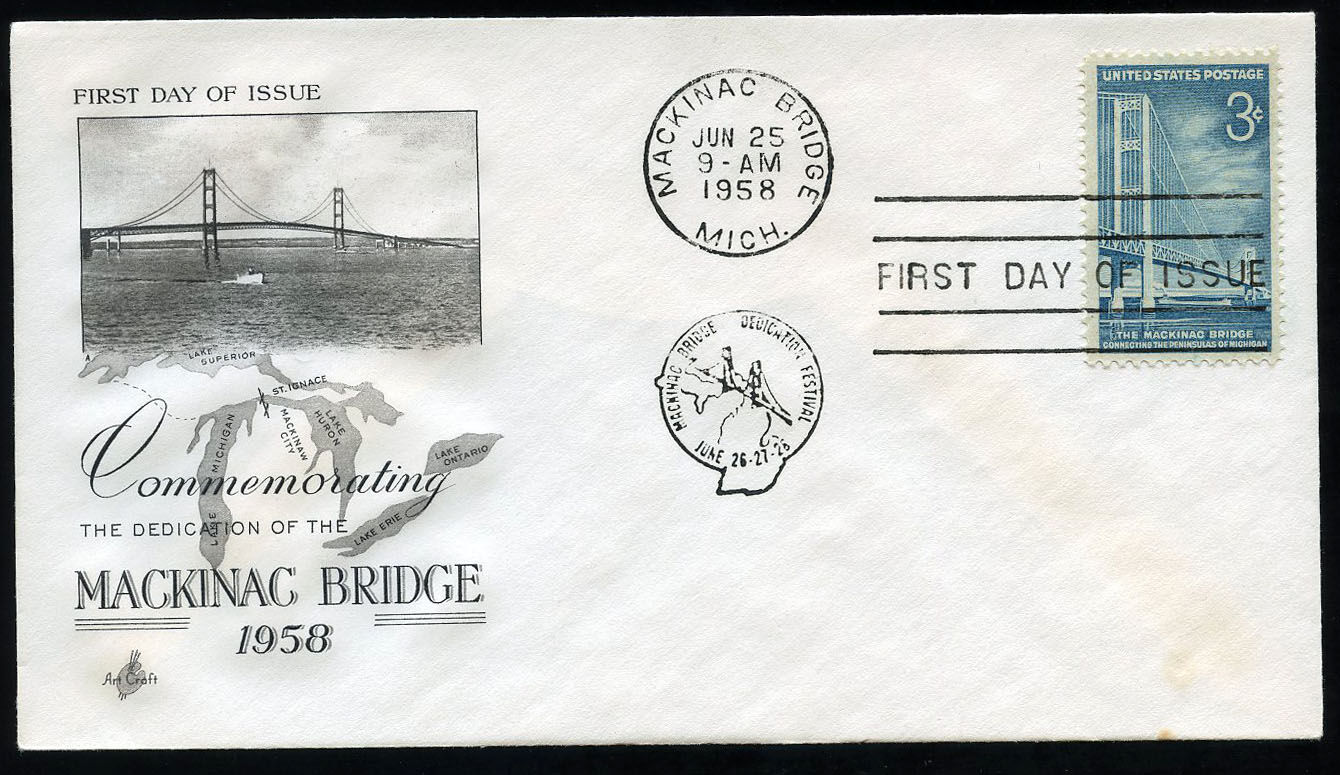 FIRST DAY OF ISSUE
A
LAKE
SUPERIOR
ST. IGNACE
MACKINAW
CITY
LAKE
HURON
LAKE MICHIGAN
LAKE
ONTARIO
LAKE ERIE
Commemorating
THE DEDICATION OF THE
MACKINAC BRIDGE
1958
Art Craft
MACKINAC BRIDGE
JUN 25
9-AM
1958
MICH.
MACKINAC BRIDGE DEDICATION FESTIVAL
JUNE 26-27-28
UNITED STATES POSTAGE
3¢
FIRST DAY OF ISSUE
THE MACKINAC BRIDGE
CONNECTING THE PENINSULAS OF MICHIGAN